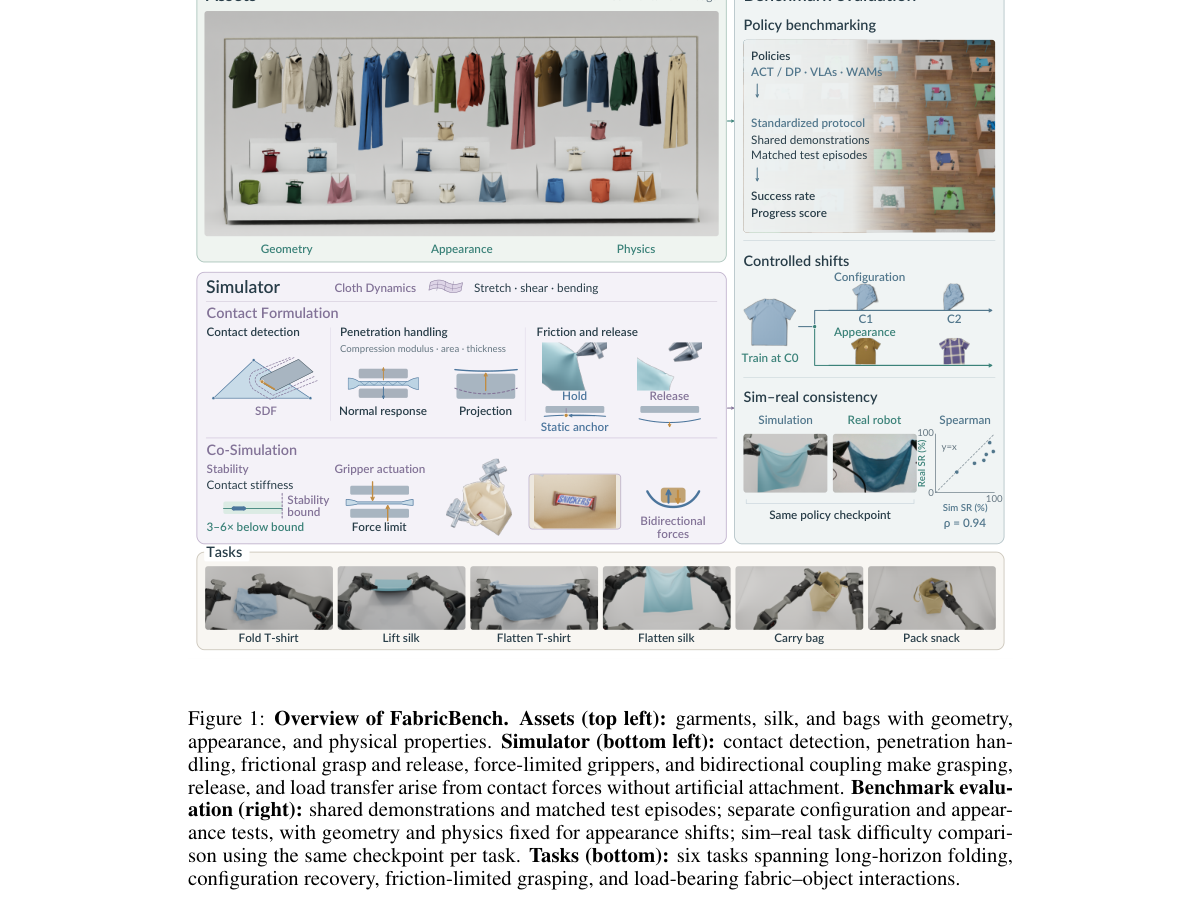 Policy benchmarking
Policies
ACT / DP · VLAs · WAMs
Standardized protocol
Shared demonstrations
Matched test episodes
Success rate
Progress score
Geometry
Appearance
Physics
Controlled shifts
Configuration
C1
C2
Appearance
Train at C0
Simulator
Cloth Dynamics
Stretch · shear · bending
Contact Formulation
Contact detection
SDF
Penetration handling
Compression modulus · area · thickness
Normal response
Projection
Friction and release
Hold
Release
Static anchor
Sim–real consistency
Simulation
Real robot
Spearman
100
y=x
Real SR (%)
0
100
Sim SR (%)
ρ = 0.94
Same policy checkpoint
Co-Simulation
Stability
Contact stiffness
Stability
bound
3–6× below bound
Gripper actuation
Force limit
SNICKERS
Bidirectional
forces
Tasks
Fold T-shirt
Lift silk
Flatten T-shirt
Flatten silk
Carry bag
Pack snack
Figure 1: Overview of FabricBench. Assets (top left): garments, silk, and bags with geometry,
appearance, and physical properties. Simulator (bottom left): contact detection, penetration han-
dling, frictional grasp and release, force-limited grippers, and bidirectional coupling make grasping,
release, and load transfer arise from contact forces without artificial attachment. Benchmark evalu-
ation (right): shared demonstrations and matched test episodes; separate configuration and appear-
ance tests, with geometry and physics fixed for appearance shifts; sim–real task difficulty compari-
son using the same checkpoint per task. Tasks (bottom): six tasks spanning long-horizon folding,
configuration recovery, friction-limited grasping, and load-bearing fabric–object interactions.